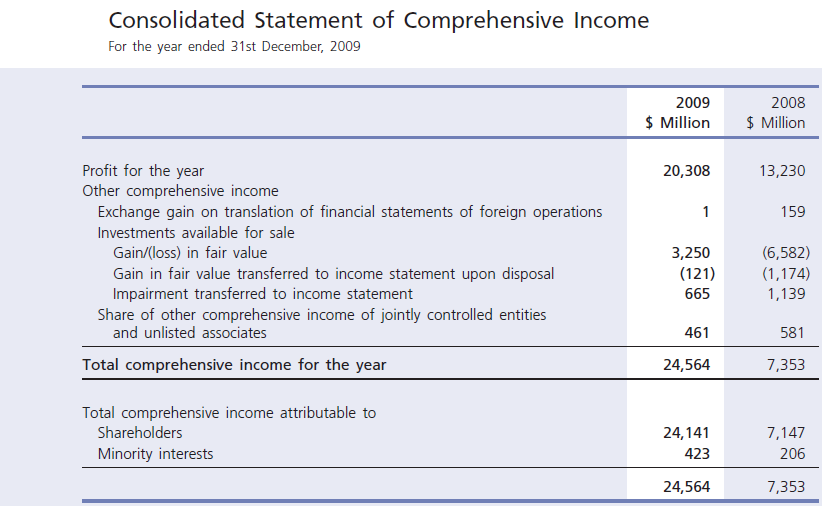 Consolidated Statement of Comprehensive Income
For the year ended 31st December, 2009
2009 2008
$ Million $ Million
Profit for the year 20,308 13,230
Other comprehensive income
Exchange gain on translation of financial statements of foreign operations 1 159
Investments available for sale
Gain/(loss) in fair value 3,250 (6,582)
Gain in fair value transferred to income statement upon disposal (121) (1,174)
Impairment transferred to income statement 665 1,139
Share of other comprehensive income of jointly controlled entities
and unlisted associates 461 581
Total comprehensive income for the year 24,564 7,353
Total comprehensive income attributable to
Shareholders 24,141 7,147
Minority interests 423 206
24,564 7,353